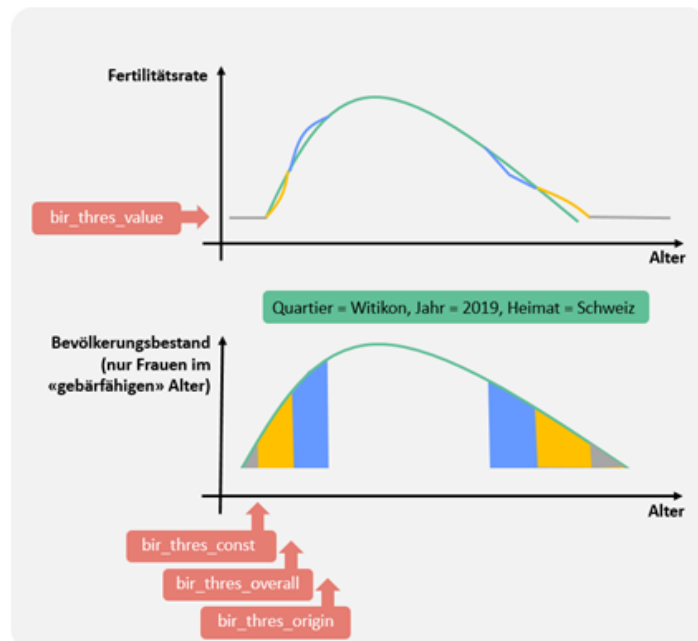 Fertilitätsrate
bir_thres_value
Alter
Quartier = Witikon, Jahr = 2019, Heimat = Schweiz
Bevölkerungsbestand
(nur Frauen im
«gebärfähigen» Alter)
Alter
bir_thres_const
bir_thres_overall
bir_thres_origin